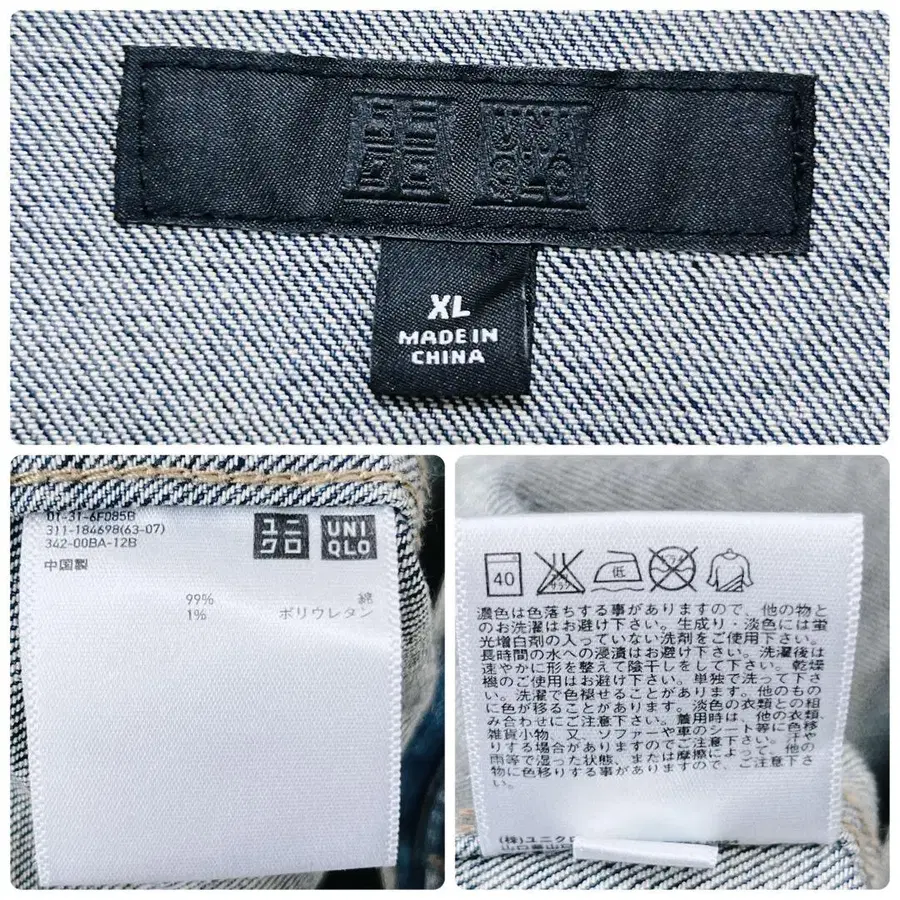 ユニ
クロ
UNI
QLO
XL
MADE IN
CHINA
01-31-6F085B
311-184698(63-07)
342-00BA-12B
中国製
ユニ
クロ
UNI
QLO
99% 綿
1% ポリウレタン
40
低
ドライ
濃色は色落ちする事がありますので、他の物と
のお洗濯はお避け下さい。生成り・淡色には蛍
光増白剤の入っていない洗剤をご使用下さい。
長時間の水への浸漬はお避け下さい。洗濯後は
速やかに形を整えて陰干しをして下さい。乾燥
機のご使用はお避け下さい。単独で洗って下さ
い。洗濯で色褪せることがあります。他のもの
に色が移ることがあります。淡色の衣類との組
み合わせにご注意下さい。着用時は、他の衣類、
雑貨小物、又、ソファーや車のシート等に色移
りする場合がありますのでご注意下さい。汗や
雨等で湿った状態、または摩擦によって、他の
物に色移りする事がありますのでご注意下さ
い。
(株)ユニクロ